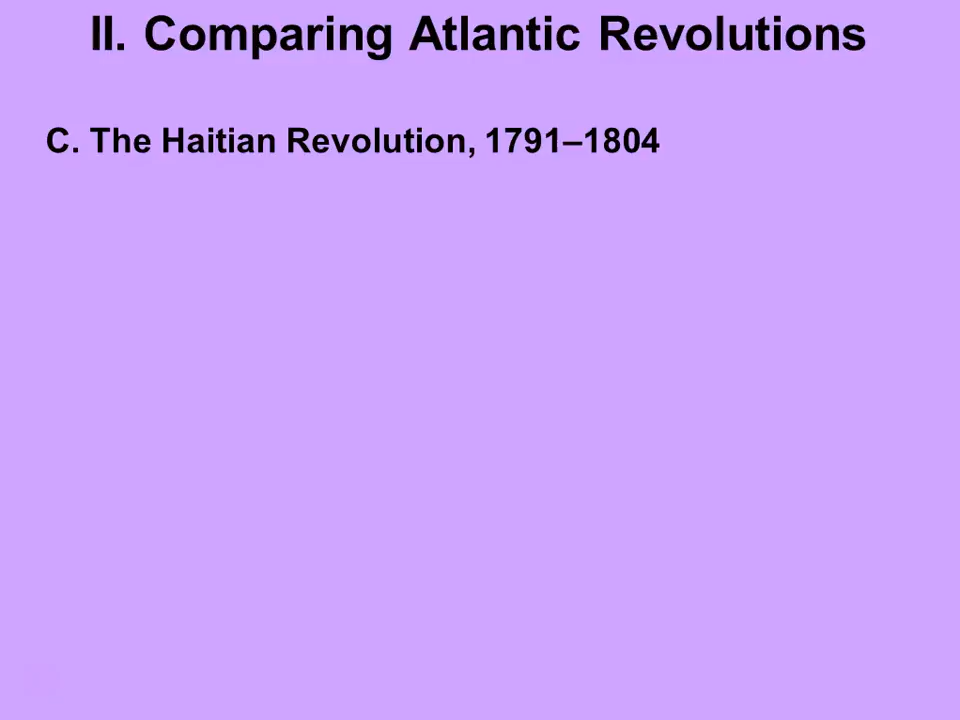 II. Comparing Atlantic Revolutions
C. The Haitian Revolution, 1791–1804